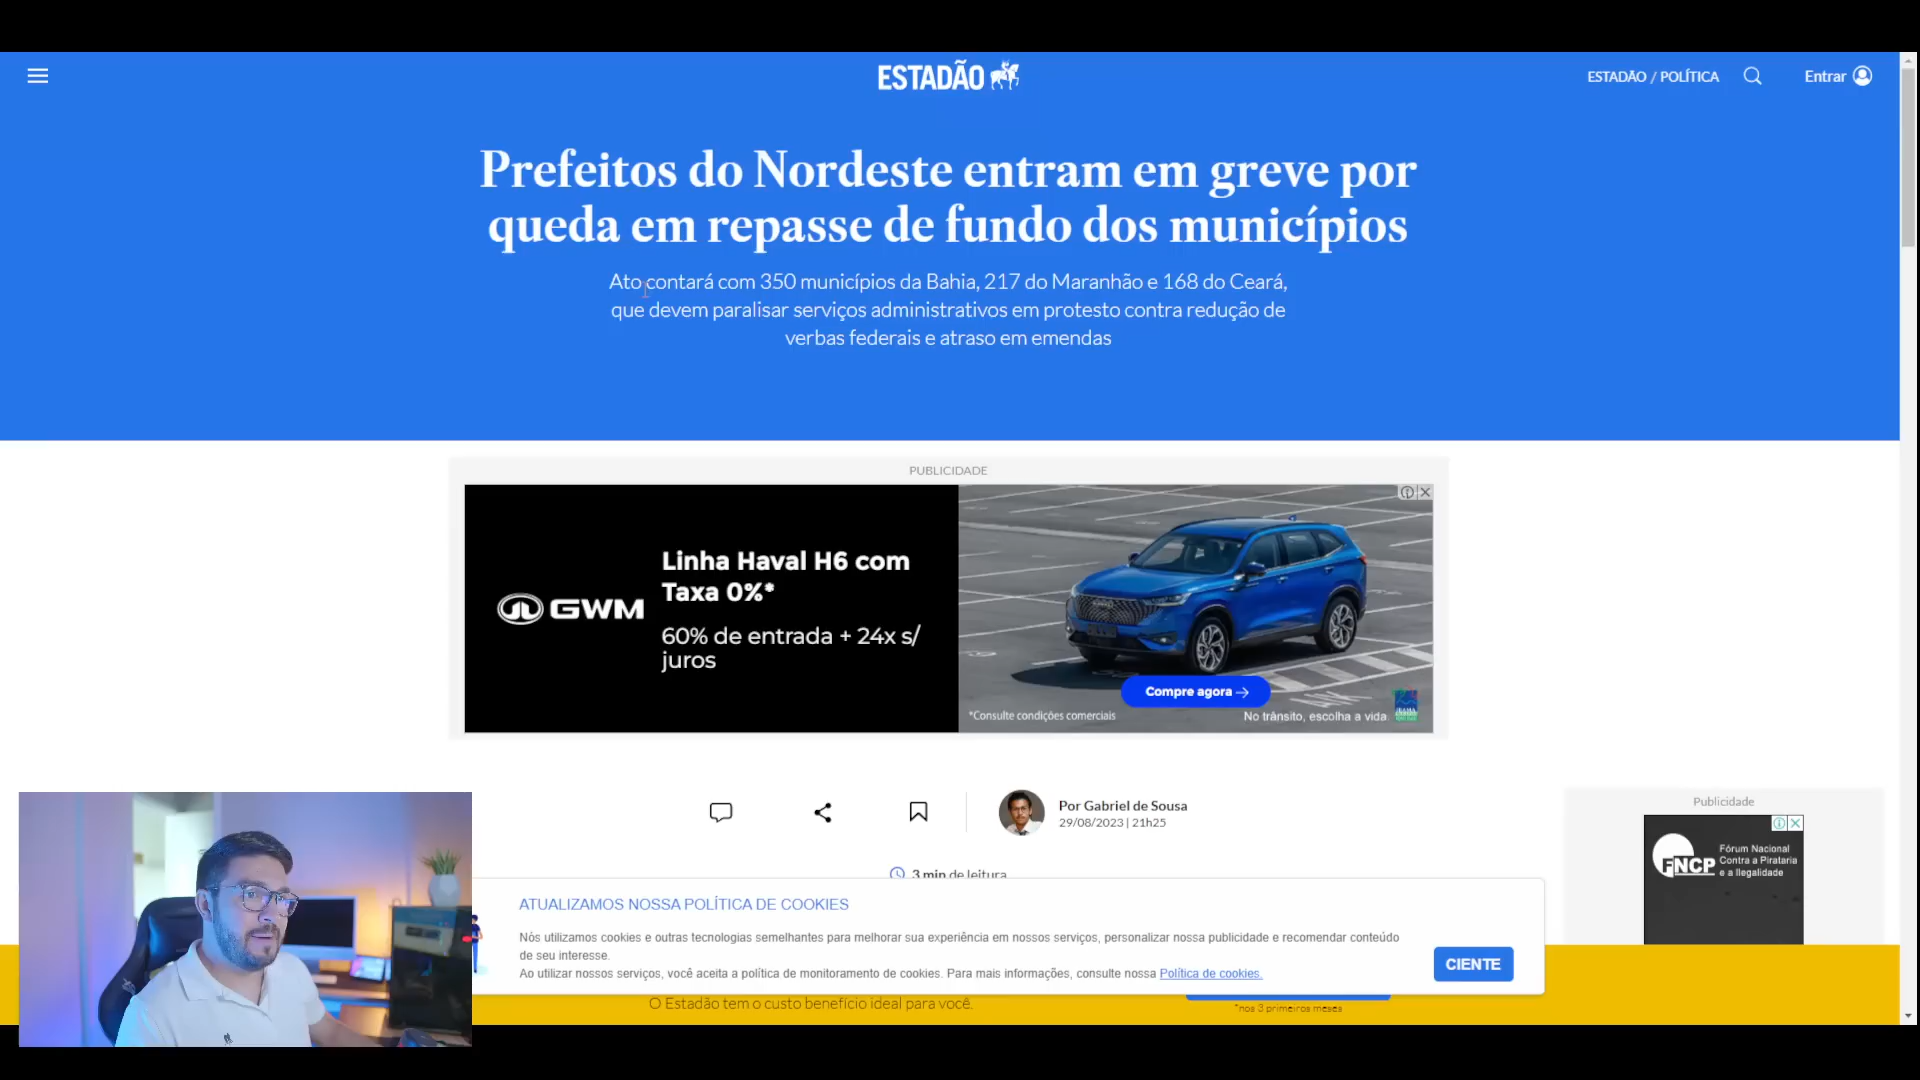 ESTADÃO
ESTADÃO / POLÍTICA
Entrar
Prefeitos do Nordeste entram em greve por
queda em repasse de fundo dos municípios
Ato contará com 350 municípios da Bahia, 217 do Maranhão e 168 do Ceará,
que devem paralisar serviços administrativos em protesto contra redução de
verbas federais e atraso em emendas
PUBLICIDADE
GWM
Linha Haval H6 com
Taxa 0%*
60% de entrada + 24x s/
juros
Compre agora
*Consulte condições comerciais
No trânsito, escolha a vida.
Por Gabriel de Sousa
29/08/2023 | 21h25
3 min de leitura
Publicidade
FNCP
Fórum Nacional
Contra a Pirataria
e a Ilegalidade
ATUALIZAMOS NOSSA POLÍTICA DE COOKIES
Nós utilizamos cookies e outras tecnologias semelhantes para melhorar sua experiência em nossos serviços, personalizar nossa publicidade e recomendar conteúdo
de seu interesse.
Ao utilizar nossos serviços, você aceita a política de monitoramento de cookies. Para mais informações, consulte nossa Política de cookies.
CIENTE
O Estadão tem o custo benefício ideal para você.
*nos 3 primeiros meses